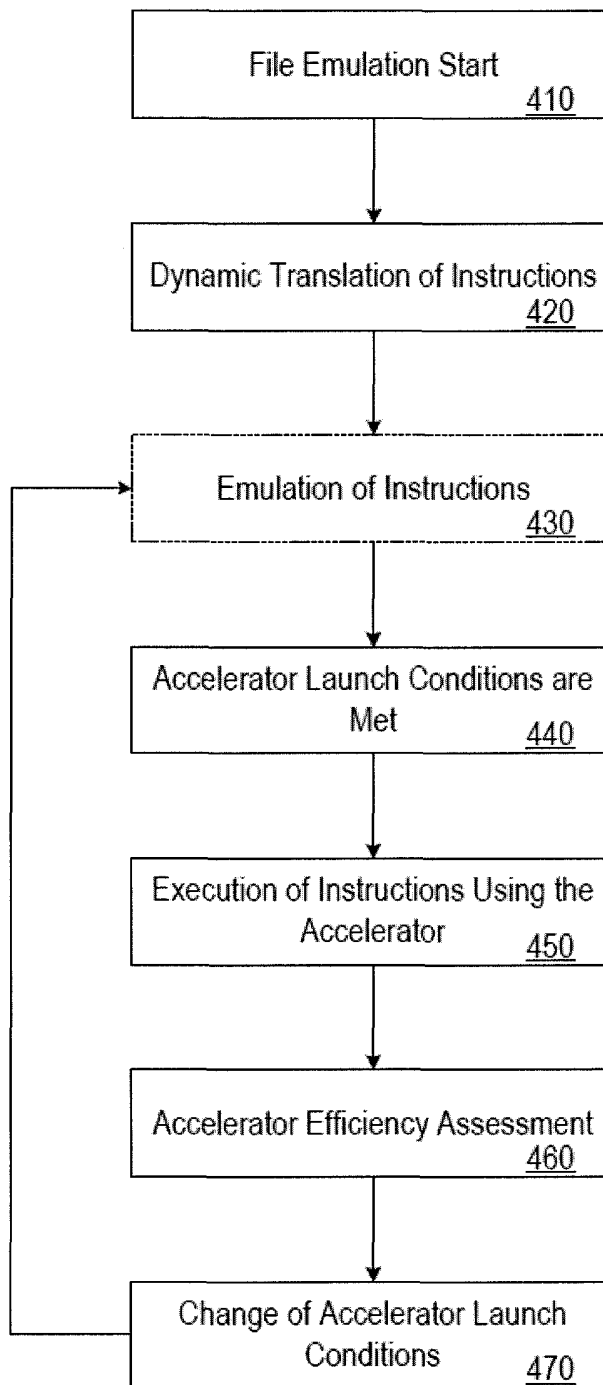 File Emulation Start
410
Dynamic Translation of Instructions
420
Emulation of Instructions
430
Accelerator Launch Conditions are
Met
440
Execution of Instructions Using the
Accelerator
450
Accelerator Efficiency Assessment
460
Change of Accelerator Launch
Conditions
470